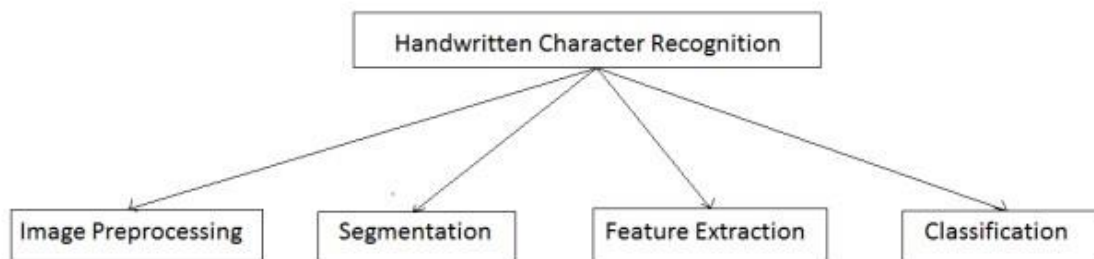 Handwritten Character Recognition
Image Preprocessing
Segmentation
Feature Extraction
Classification